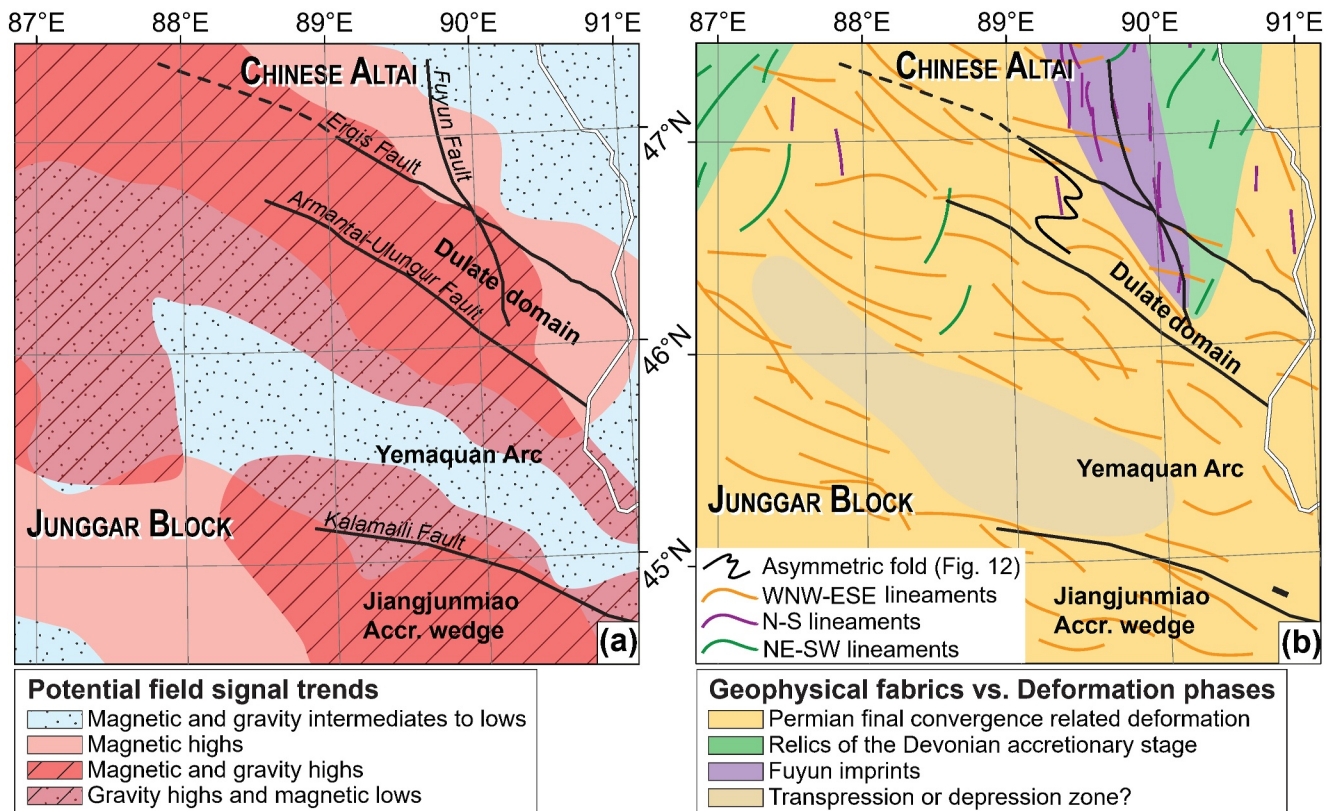 87°E 88°E 89°E 90°E 91°E
CHINESE ALTAI
Fuyun Fault
Erqis Fault
47°N
Armantai-Ulungur Fault
Dulate domain
46°N
Yemaquan Arc
JUNGGAR BLOCK
Kalamaili Fault
45°N
Jiangjunmiao
Accr. wedge
(a)
Potential field signal trends
Magnetic and gravity intermediates to lows
Magnetic highs
Magnetic and gravity highs
Gravity highs and magnetic lows
87°E 88°E 89°E 90°E 91°E
CHINESE ALTAI
Dulate domain
Yemaquan Arc
JUNGGAR BLOCK
Asymmetric fold (Fig. 12)
WNW-ESE lineaments
N-S lineaments
NE-SW lineaments
Jiangjunmiao
Accr. wedge
(b)
Geophysical fabrics vs. Deformation phases
Permian final convergence related deformation
Relics of the Devonian accretionary stage
Fuyun imprints
Transpression or depression zone?